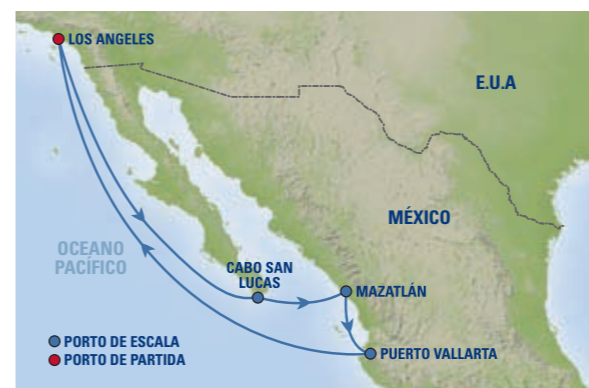 LOS ANGELES
E.U.A
MÉXICO
OCEANO
PACÍFICO
CABO SAN
LUCAS
MAZATLÁN
PUERTO VALLARTA
PORTO DE ESCALA
PORTO DE PARTIDA